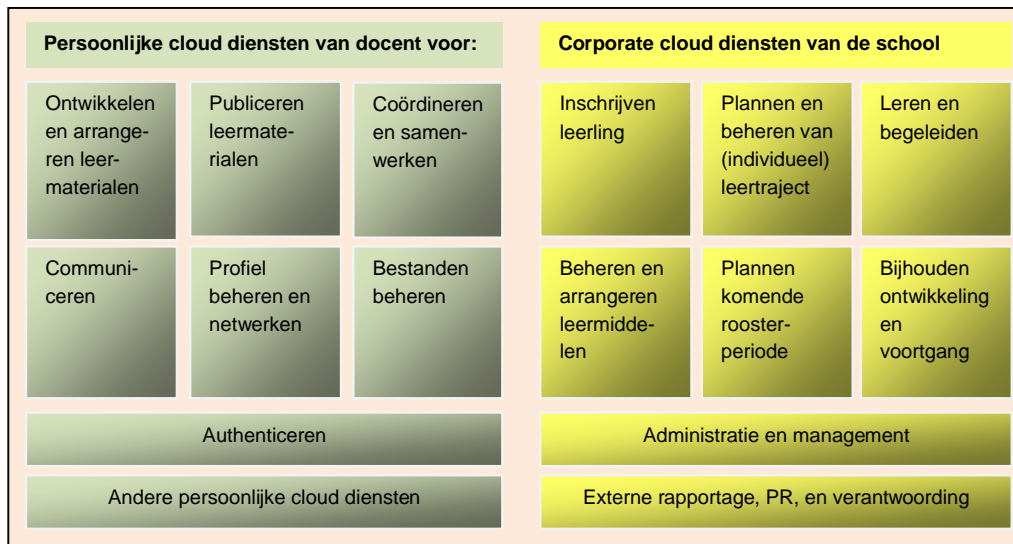 Persoonlijke cloud diensten van docent voor:
Ontwikkelen
en arrange-
ren leer-
materialen
Publiceren
leermate-
rialen
Coördineren
en samen-
werken
Communi-
ceren
Profiel
beheren en
netwerken
Bestanden
beheren
Authenticeren
Andere persoonlijke cloud diensten
Corporate cloud diensten van de school
Inschrijven
leerling
Plannen en
beheren van
(individueel)
leertraject
Leren en
begeleiden
Beheren en
arrangeren
leermidde-
len
Plannen
komende
rooster-
periode
Bijhouden
ontwikkeling
en
voortgang
Administratie en management
Externe rapportage, PR, en verantwoording